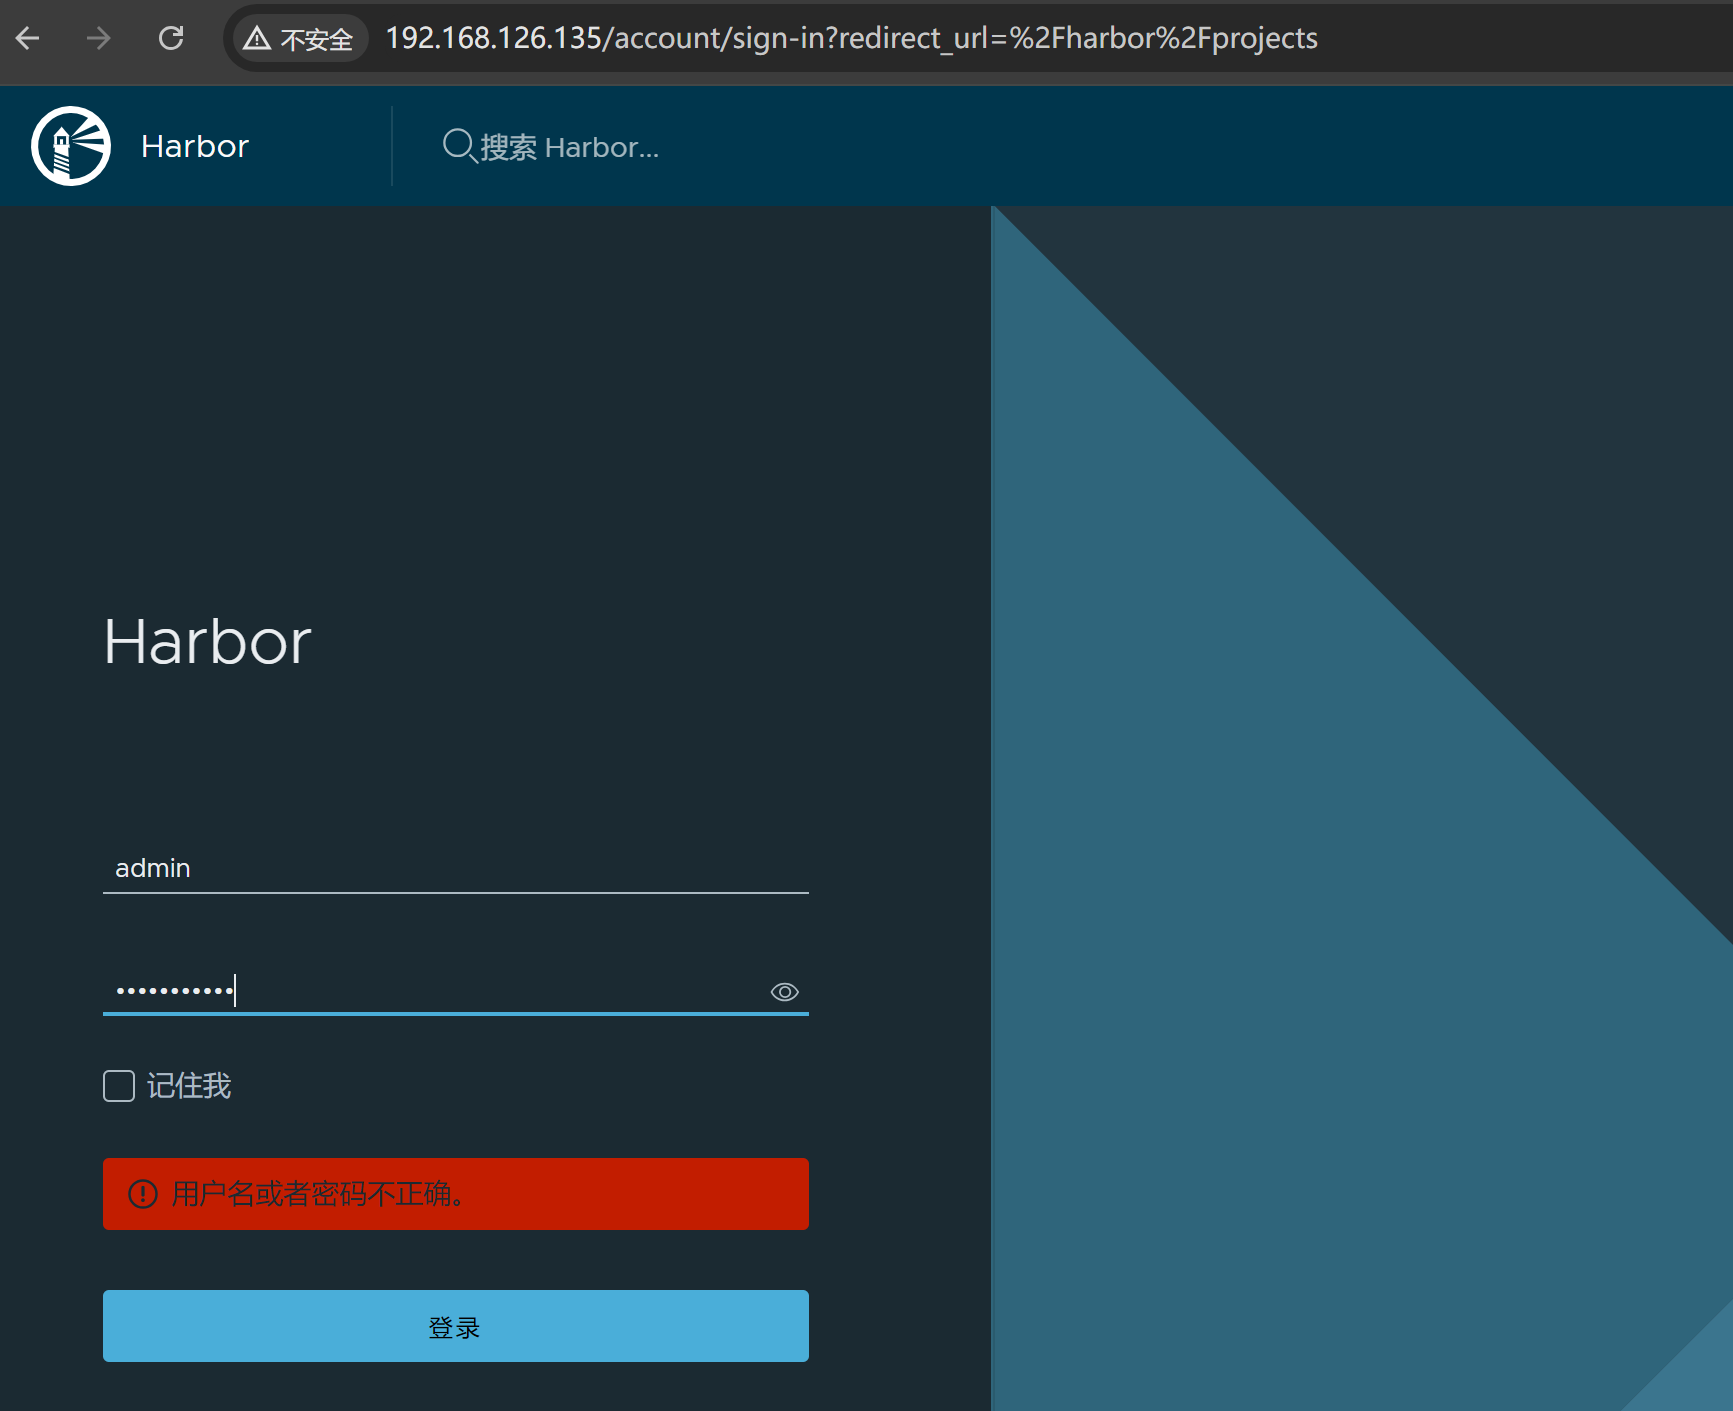 不安全 192.168.126.135/account/sign-in?redirect_url=%2Fharbor%2Fprojects
Harbor 搜索 Harbor...
Harbor
admin
•••••••••••
记住我
用户名或者密码不正确。
登录